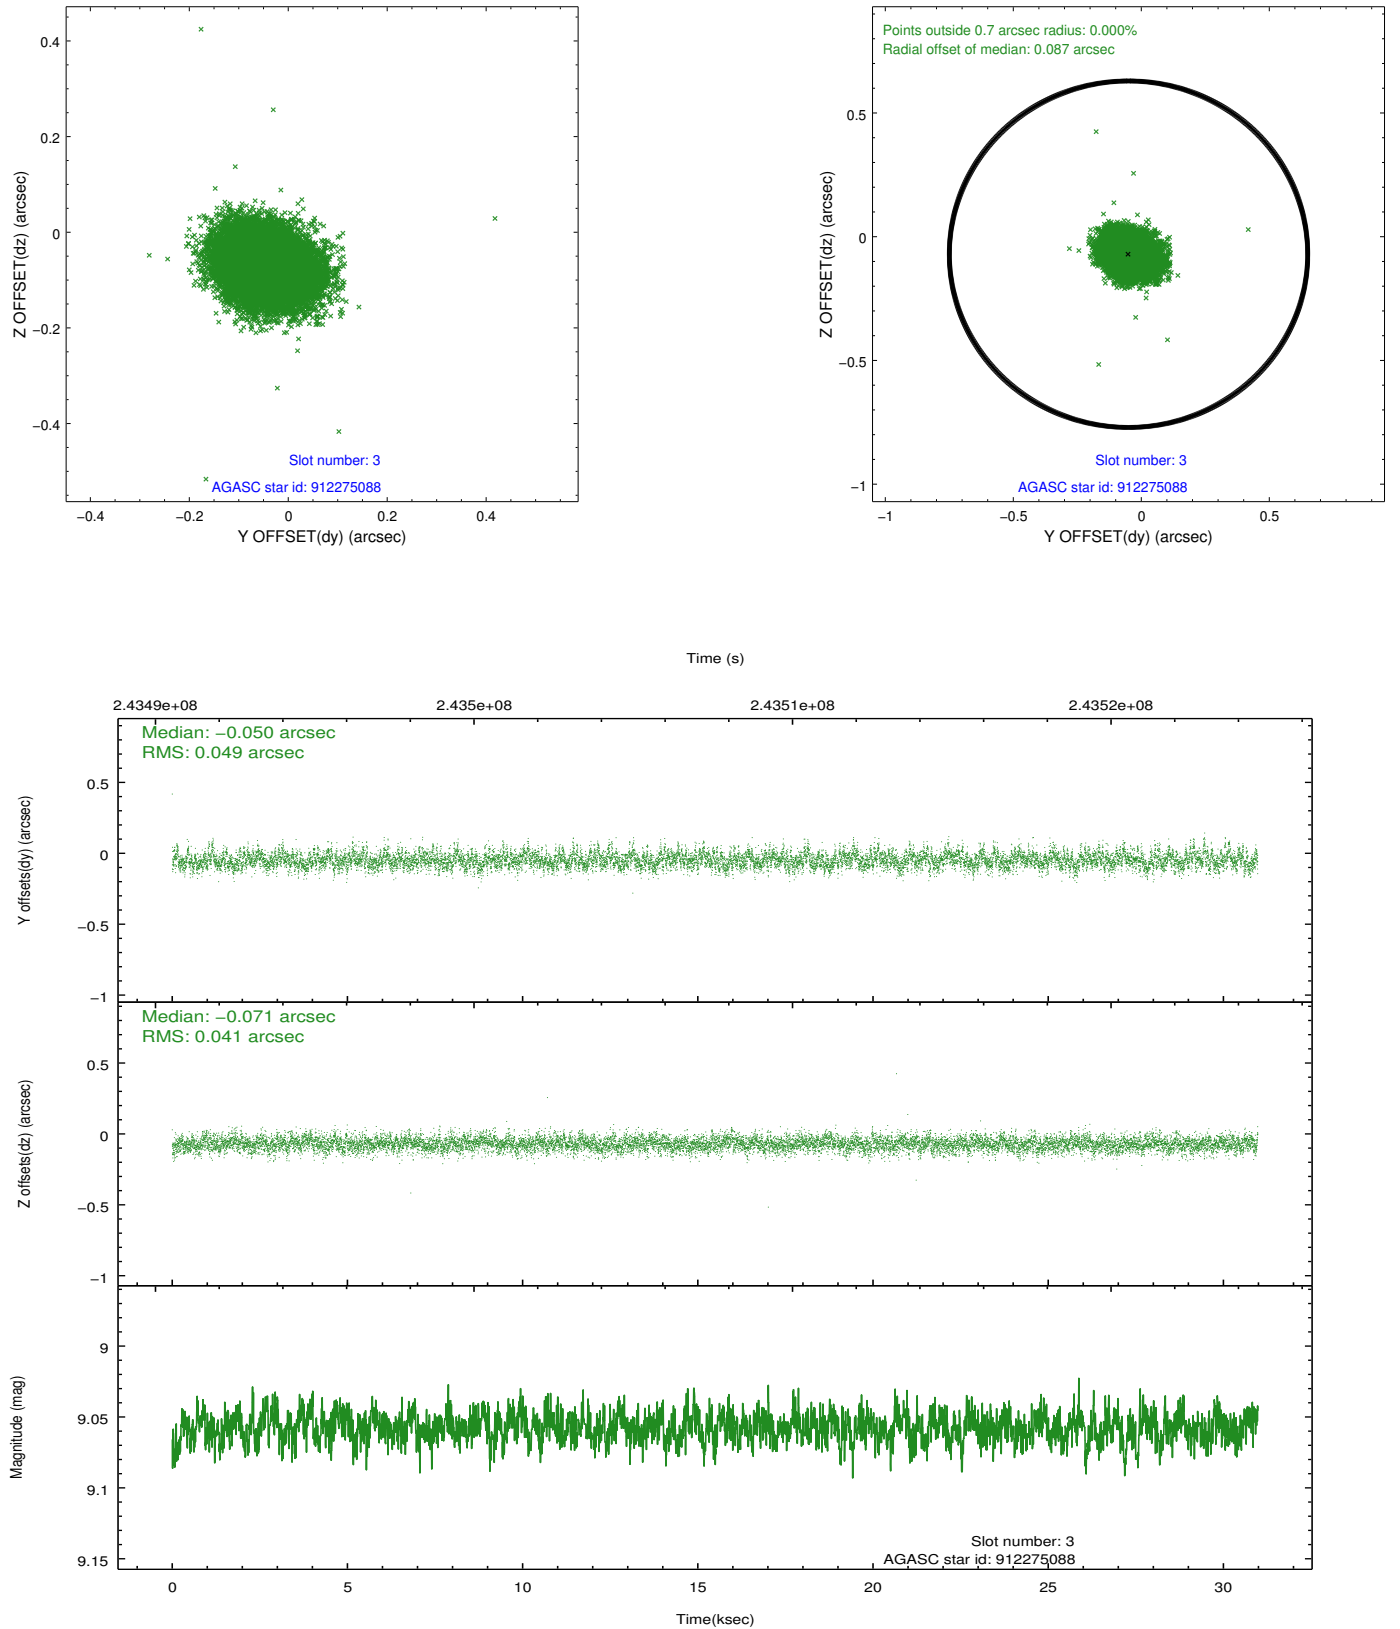 0.4
0.2
0
−0.2
−0.4
−0.4
−0.2
0
0.2
0.4
Z OFFSET(dz) (arcsec)
Y OFFSET(dy) (arcsec)
Slot number: 3
AGASC star id: 912275088
Points outside 0.7 arcsec radius: 0.000%
Radial offset of median: 0.087 arcsec
0.5
0
−0.5
−1
−1
−0.5
0
0.5
Z OFFSET(dz) (arcsec)
Y OFFSET(dy) (arcsec)
Slot number: 3
AGASC star id: 912275088
Time (s)
2.4349e+08
2.435e+08
2.4351e+08
2.4352e+08
Median: −0.050 arcsec
RMS: 0.049 arcsec
0.5
0
−0.5
−1
Y offsets(dy) (arcsec)
Median: −0.071 arcsec
RMS: 0.041 arcsec
0.5
0
−0.5
−1
Z offsets(dz) (arcsec)
9
9.05
9.1
9.15
Magnitude (mag)
Slot number: 3
AGASC star id: 912275088
0
5
10
15
20
25
30
Time(ksec)